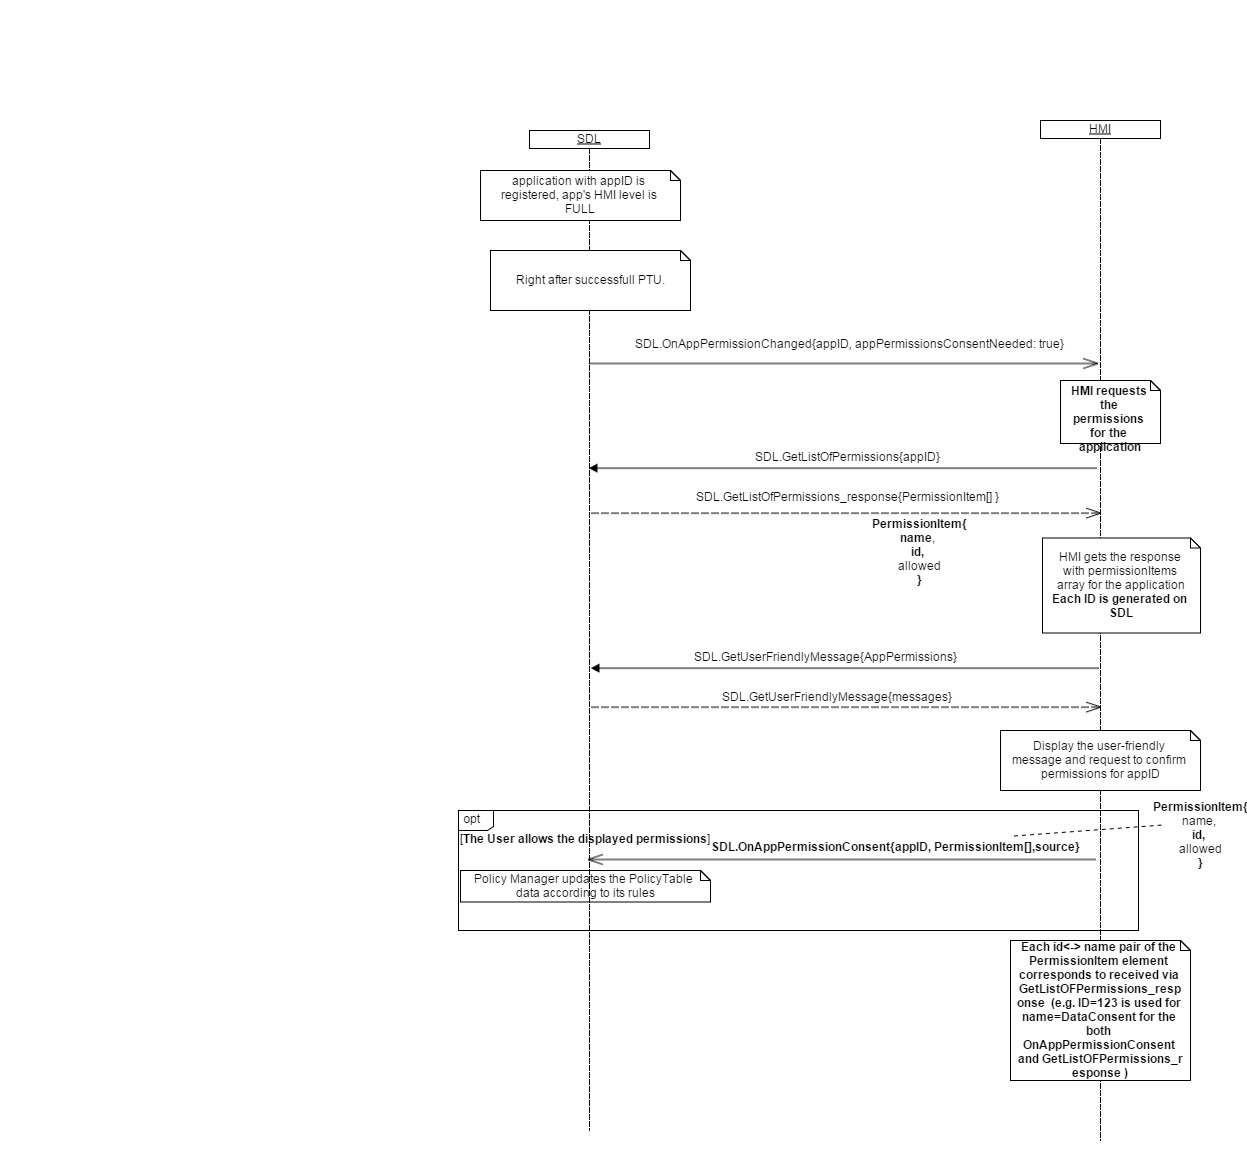 SDL
HMI
application with appID is
registered, app's HMI level is
FULL
Right after successfull PTU.
SDL.OnAppPermissionChanged{appID, appPermissionsConsentNeeded: true}
HMI requests
the
permissions
for the
application
SDL.GetListOfPermissions{appID}
SDL.GetListOfPermissions_response{PermissionItem[] }
PermissionItem{
name,
id,
allowed
}
HMI gets the response
with permissionItems
array for the application
Each ID is generated on
SDL
SDL.GetUserFriendlyMessage{AppPermissions}
SDL.GetUserFriendlyMessage{messages}
Display the user-friendly
message and request to confirm
permissions for appID
opt
[The User allows the displayed permissions]
SDL.OnAppPermissionConsent{appID, PermissionItem[],source}
PermissionItem{
name,
id,
allowed
}
Policy Manager updates the PolicyTable
data according to its rules
Each id<-> name pair of the
PermissionItem element
corresponds to received via
GetListOFPermissions_resp
onse (e.g. ID=123 is used for
name=DataConsent for the
both
OnAppPermissionConsent
and GetListOFPermissions_r
esponse )